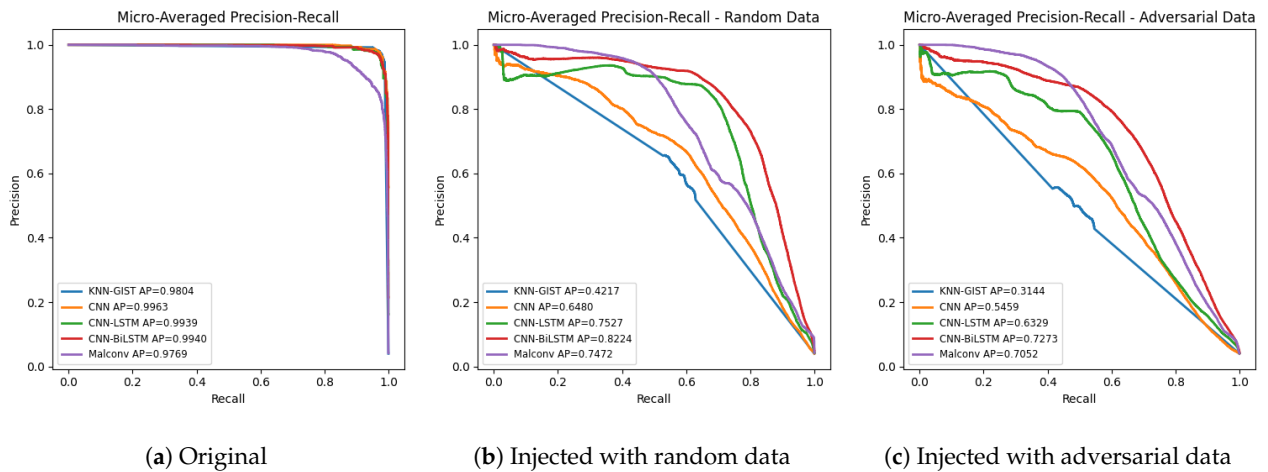 Micro-Averaged Precision-Recall
1.0
0.8
0.6
0.4
0.2
0.0
Precision
KNN-GIST AP=0.9804
CNN AP=0.9963
CNN-LSTM AP=0.9939
CNN-BiLSTM AP=0.9940
Malconv AP=0.9769
0.0 0.2 0.4 0.6 0.8 1.0
Recall
(a) Original
Micro-Averaged Precision-Recall - Random Data
1.0
0.8
0.6
0.4
0.2
0.0
Precision
KNN-GIST AP=0.4217
CNN AP=0.6480
CNN-LSTM AP=0.7527
CNN-BiLSTM AP=0.8224
Malconv AP=0.7472
0.0 0.2 0.4 0.6 0.8 1.0
Recall
(b) Injected with random data
Micro-Averaged Precision-Recall - Adversarial Data
1.0
0.8
0.6
0.4
0.2
0.0
Precision
KNN-GIST AP=0.3144
CNN AP=0.5459
CNN-LSTM AP=0.6329
CNN-BiLSTM AP=0.7273
Malconv AP=0.7052
0.0 0.2 0.4 0.6 0.8 1.0
Recall
(c) Injected with adversarial data